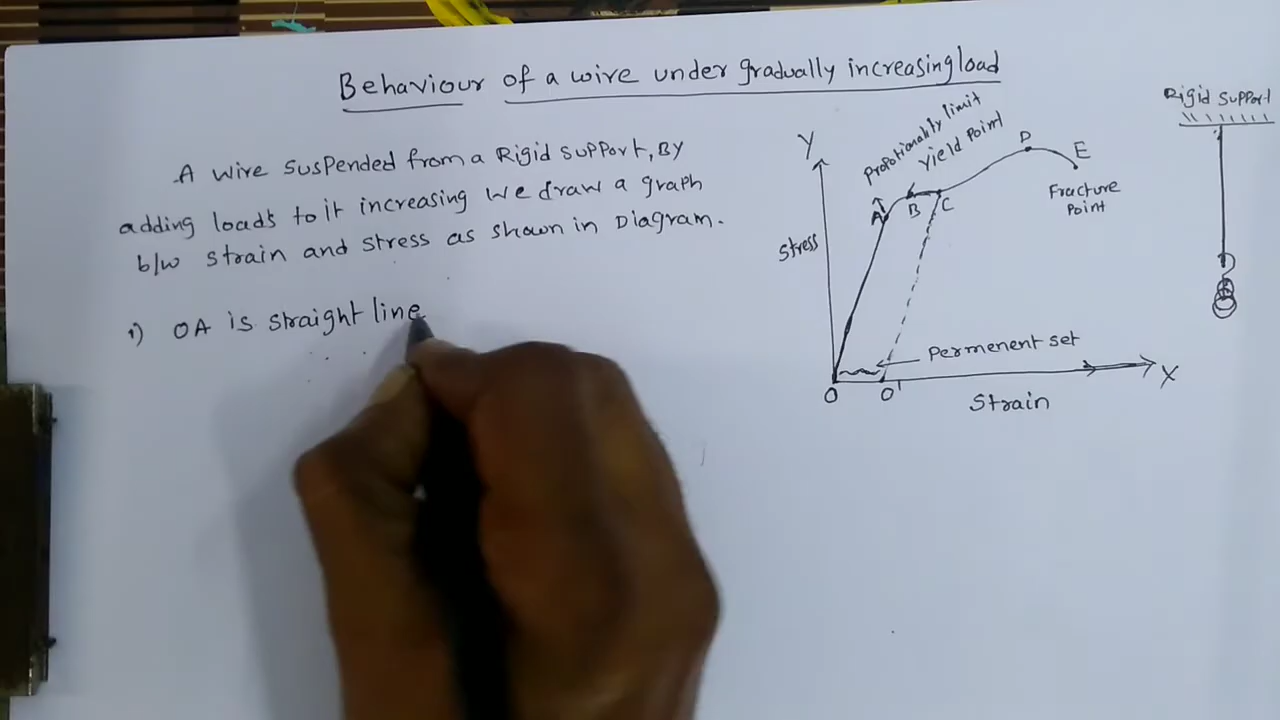 Behaviour of a wire under gradually increasing load
A wire suspended from a Rigid support, By
adding loads to it increasing we draw a graph
b/w strain and stress as shown in Diagram.
1) OA is straight line
Y
Propotionality limit
Yield Point
D
E
Fracture
Point
A
B
C
Stress
Permenent set
O
O'
X
Strain
Rigid support